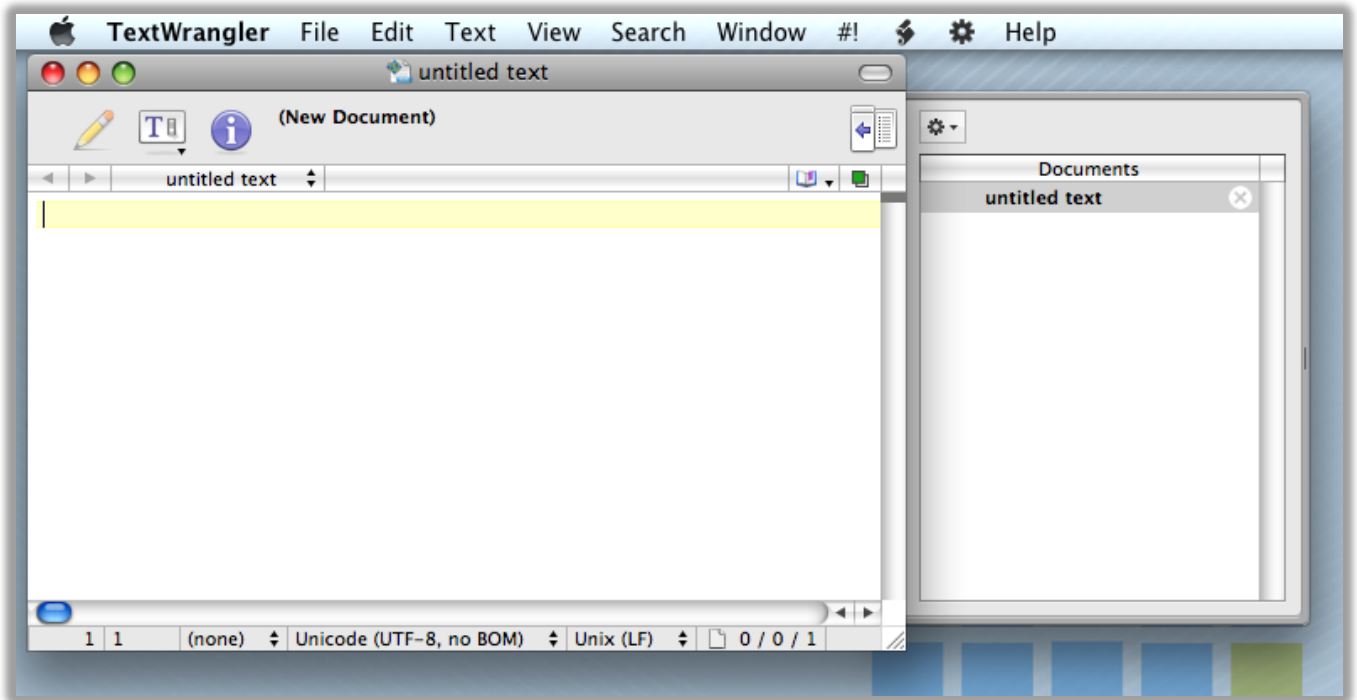 TextWrangler File Edit Text View Search Window #! Help
untitled text
(New Document)
untitled text
Documents
untitled text
1 1 (none) Unicode (UTF-8, no BOM) Unix (LF) 0 / 0 / 1